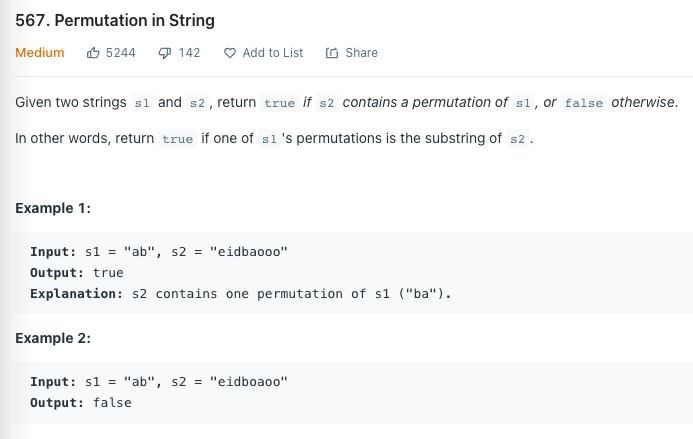 567. Permutation in String
Medium 5244 142 Add to List Share
Given two strings s1 and s2, return true if s2 contains a permutation of s1, or false otherwise.
In other words, return true if one of s1 's permutations is the substring of s2.
Example 1:
Input: s1 = "ab", s2 = "eidbaooo"
Output: true
Explanation: s2 contains one permutation of s1 ("ba").
Example 2:
Input: s1 = "ab", s2 = "eidboaoo"
Output: false